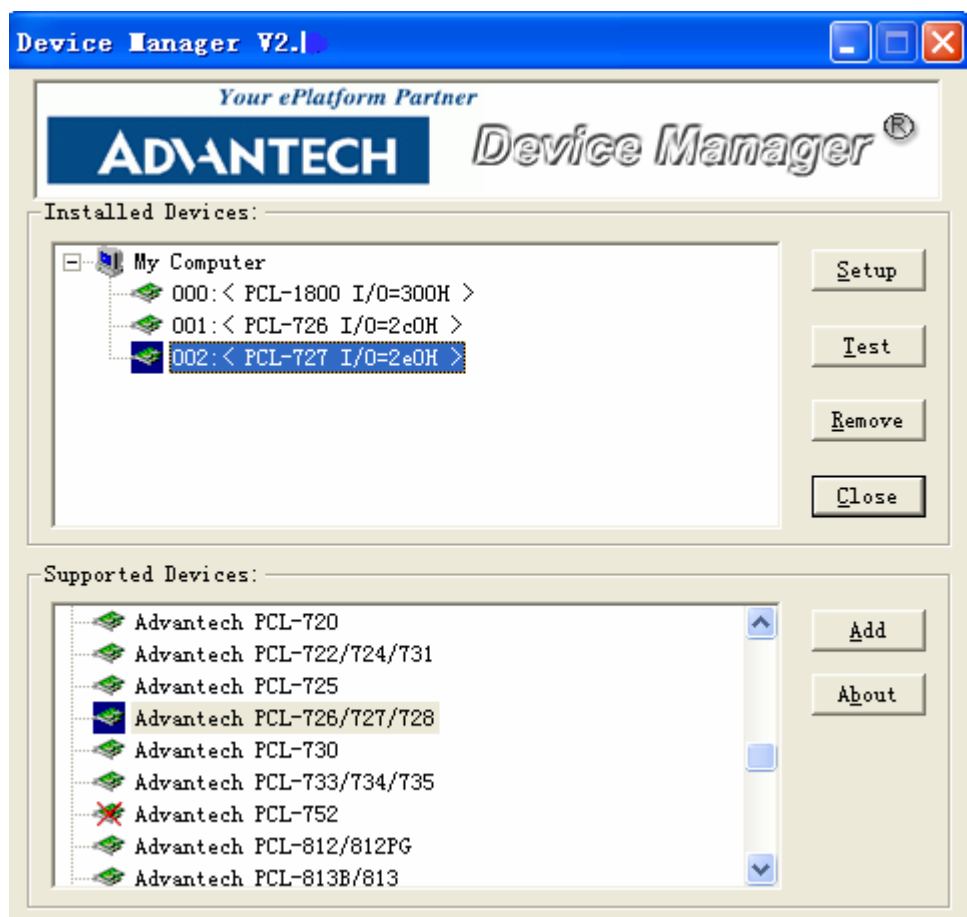 Device Manager V2.
Your ePlatform Partner
ADVANTECH Device Manager ®
Installed Devices:
My Computer
000:< PCL-1800 I/O=300H >
001:< PCL-726 I/O=2c0H >
002:< PCL-727 I/O=2e0H >
Setup
Test
Remove
Close
Supported Devices:
Advantech PCL-720
Advantech PCL-722/724/731
Advantech PCL-725
Advantech PCL-726/727/728
Advantech PCL-730
Advantech PCL-733/734/735
Advantech PCL-752
Advantech PCL-812/812PG
Advantech PCL-813B/813
Add
About